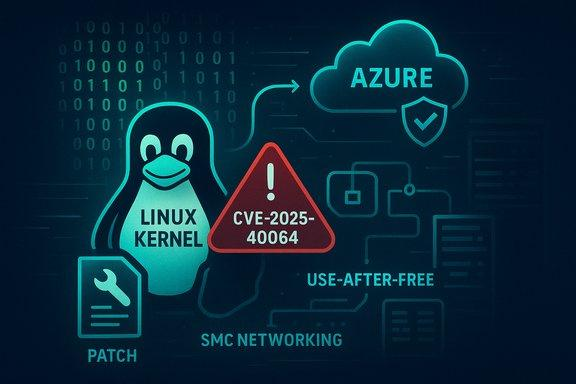 AZURE
LINUX
KERNEL
CVE-2025-
40064
USE-AFTER-FREE
SMC NETWORKING
PATCH